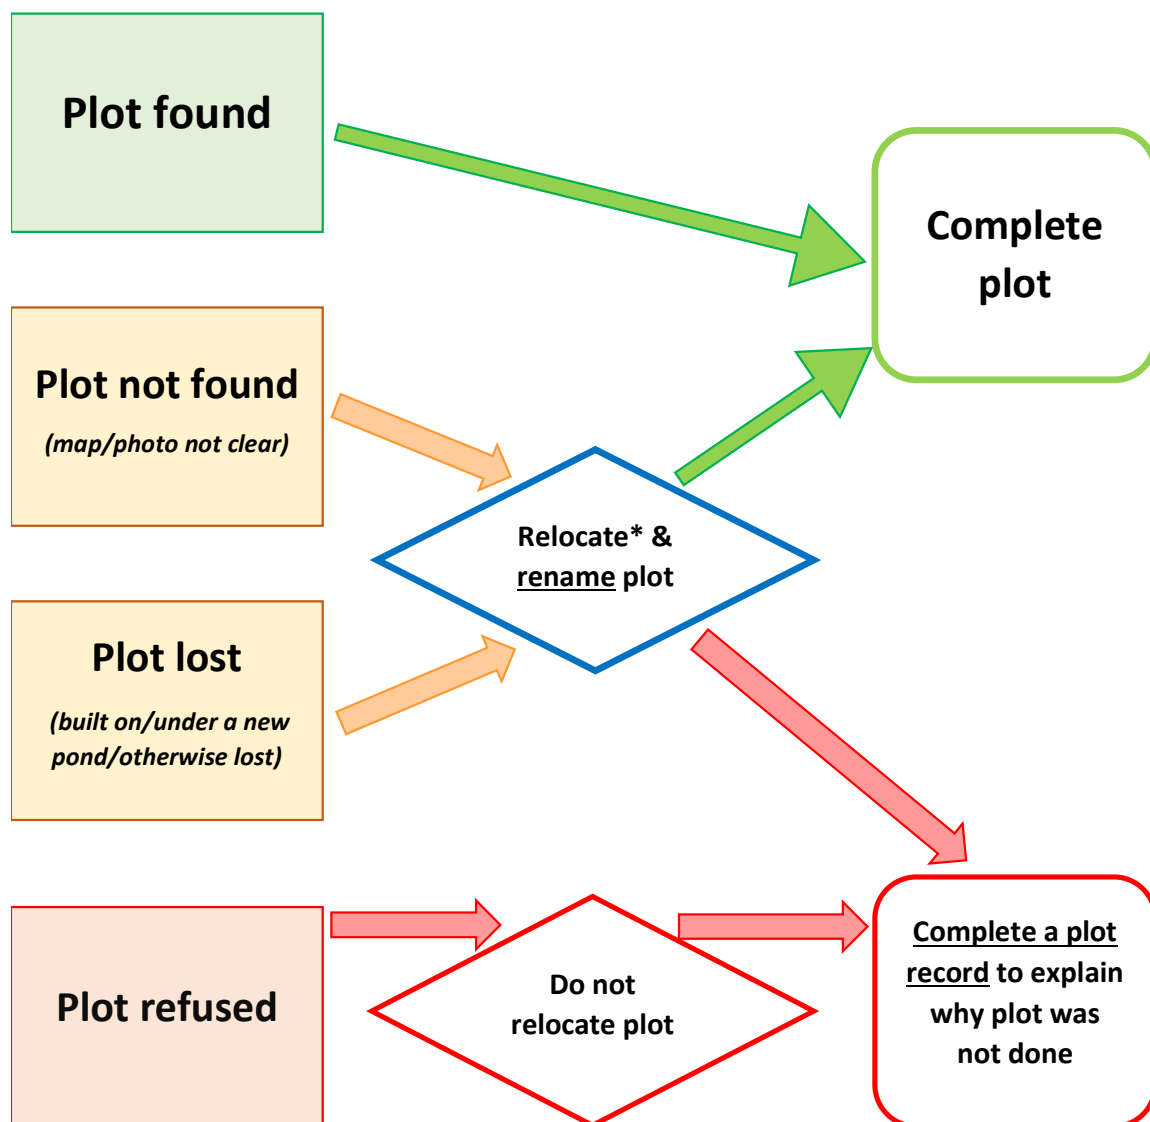 Plot found
Complete
plot
Plot not found
(map/photo not clear)
Relocate* &
rename plot
Plot lost
(built on/under a new
pond/otherwise lost)
Plot refused
Do not
relocate plot
Complete a plot
record to explain
why plot was
not done